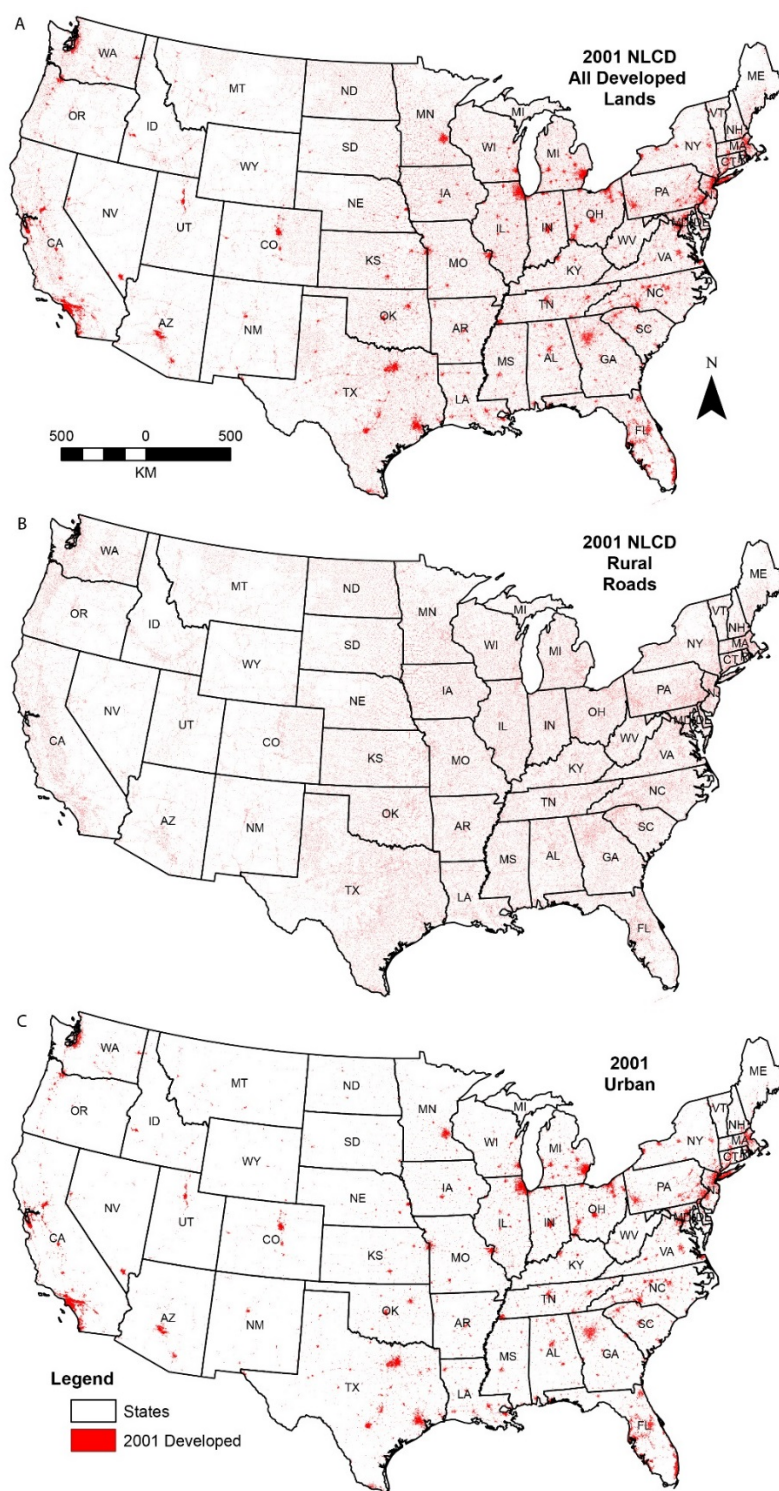 A
2001 NLCD
All Developed
Lands
WA
MT
ND
MN
MI
ME
VT
NH
OR
ID
SD
WI
MI
NY
MA
CT
WY
IA
PA
NJ
NE
NV
UT
CO
IL
IN
OH
WV
VA
CA
KS
MO
KY
NC
AZ
NM
OK
AR
TN
SC
MS
AL
GA
TX
LA
FL
N
500 0 500
KM
B
2001 NLCD
Rural
Roads
WA
MT
ND
MN
MI
ME
VT
NH
OR
ID
SD
WI
MI
NY
MA
CT
WY
IA
PA
NJ
NE
NV
UT
CO
IL
IN
OH
MD
DE
WV
VA
CA
KS
MO
KY
NC
AZ
NM
OK
AR
TN
SC
MS
AL
GA
TX
LA
FL
C
2001
Urban
WA
MT
ND
MN
MI
ME
VT
NH
OR
ID
SD
WI
MI
NY
MA
CT
WY
IA
PA
NJ
NE
NV
UT
CO
IL
IN
OH
MD
DE
WV
VA
CA
KS
MO
KY
NC
AZ
NM
OK
AR
TN
SC
MS
AL
GA
TX
LA
FL
Legend
States
2001 Developed